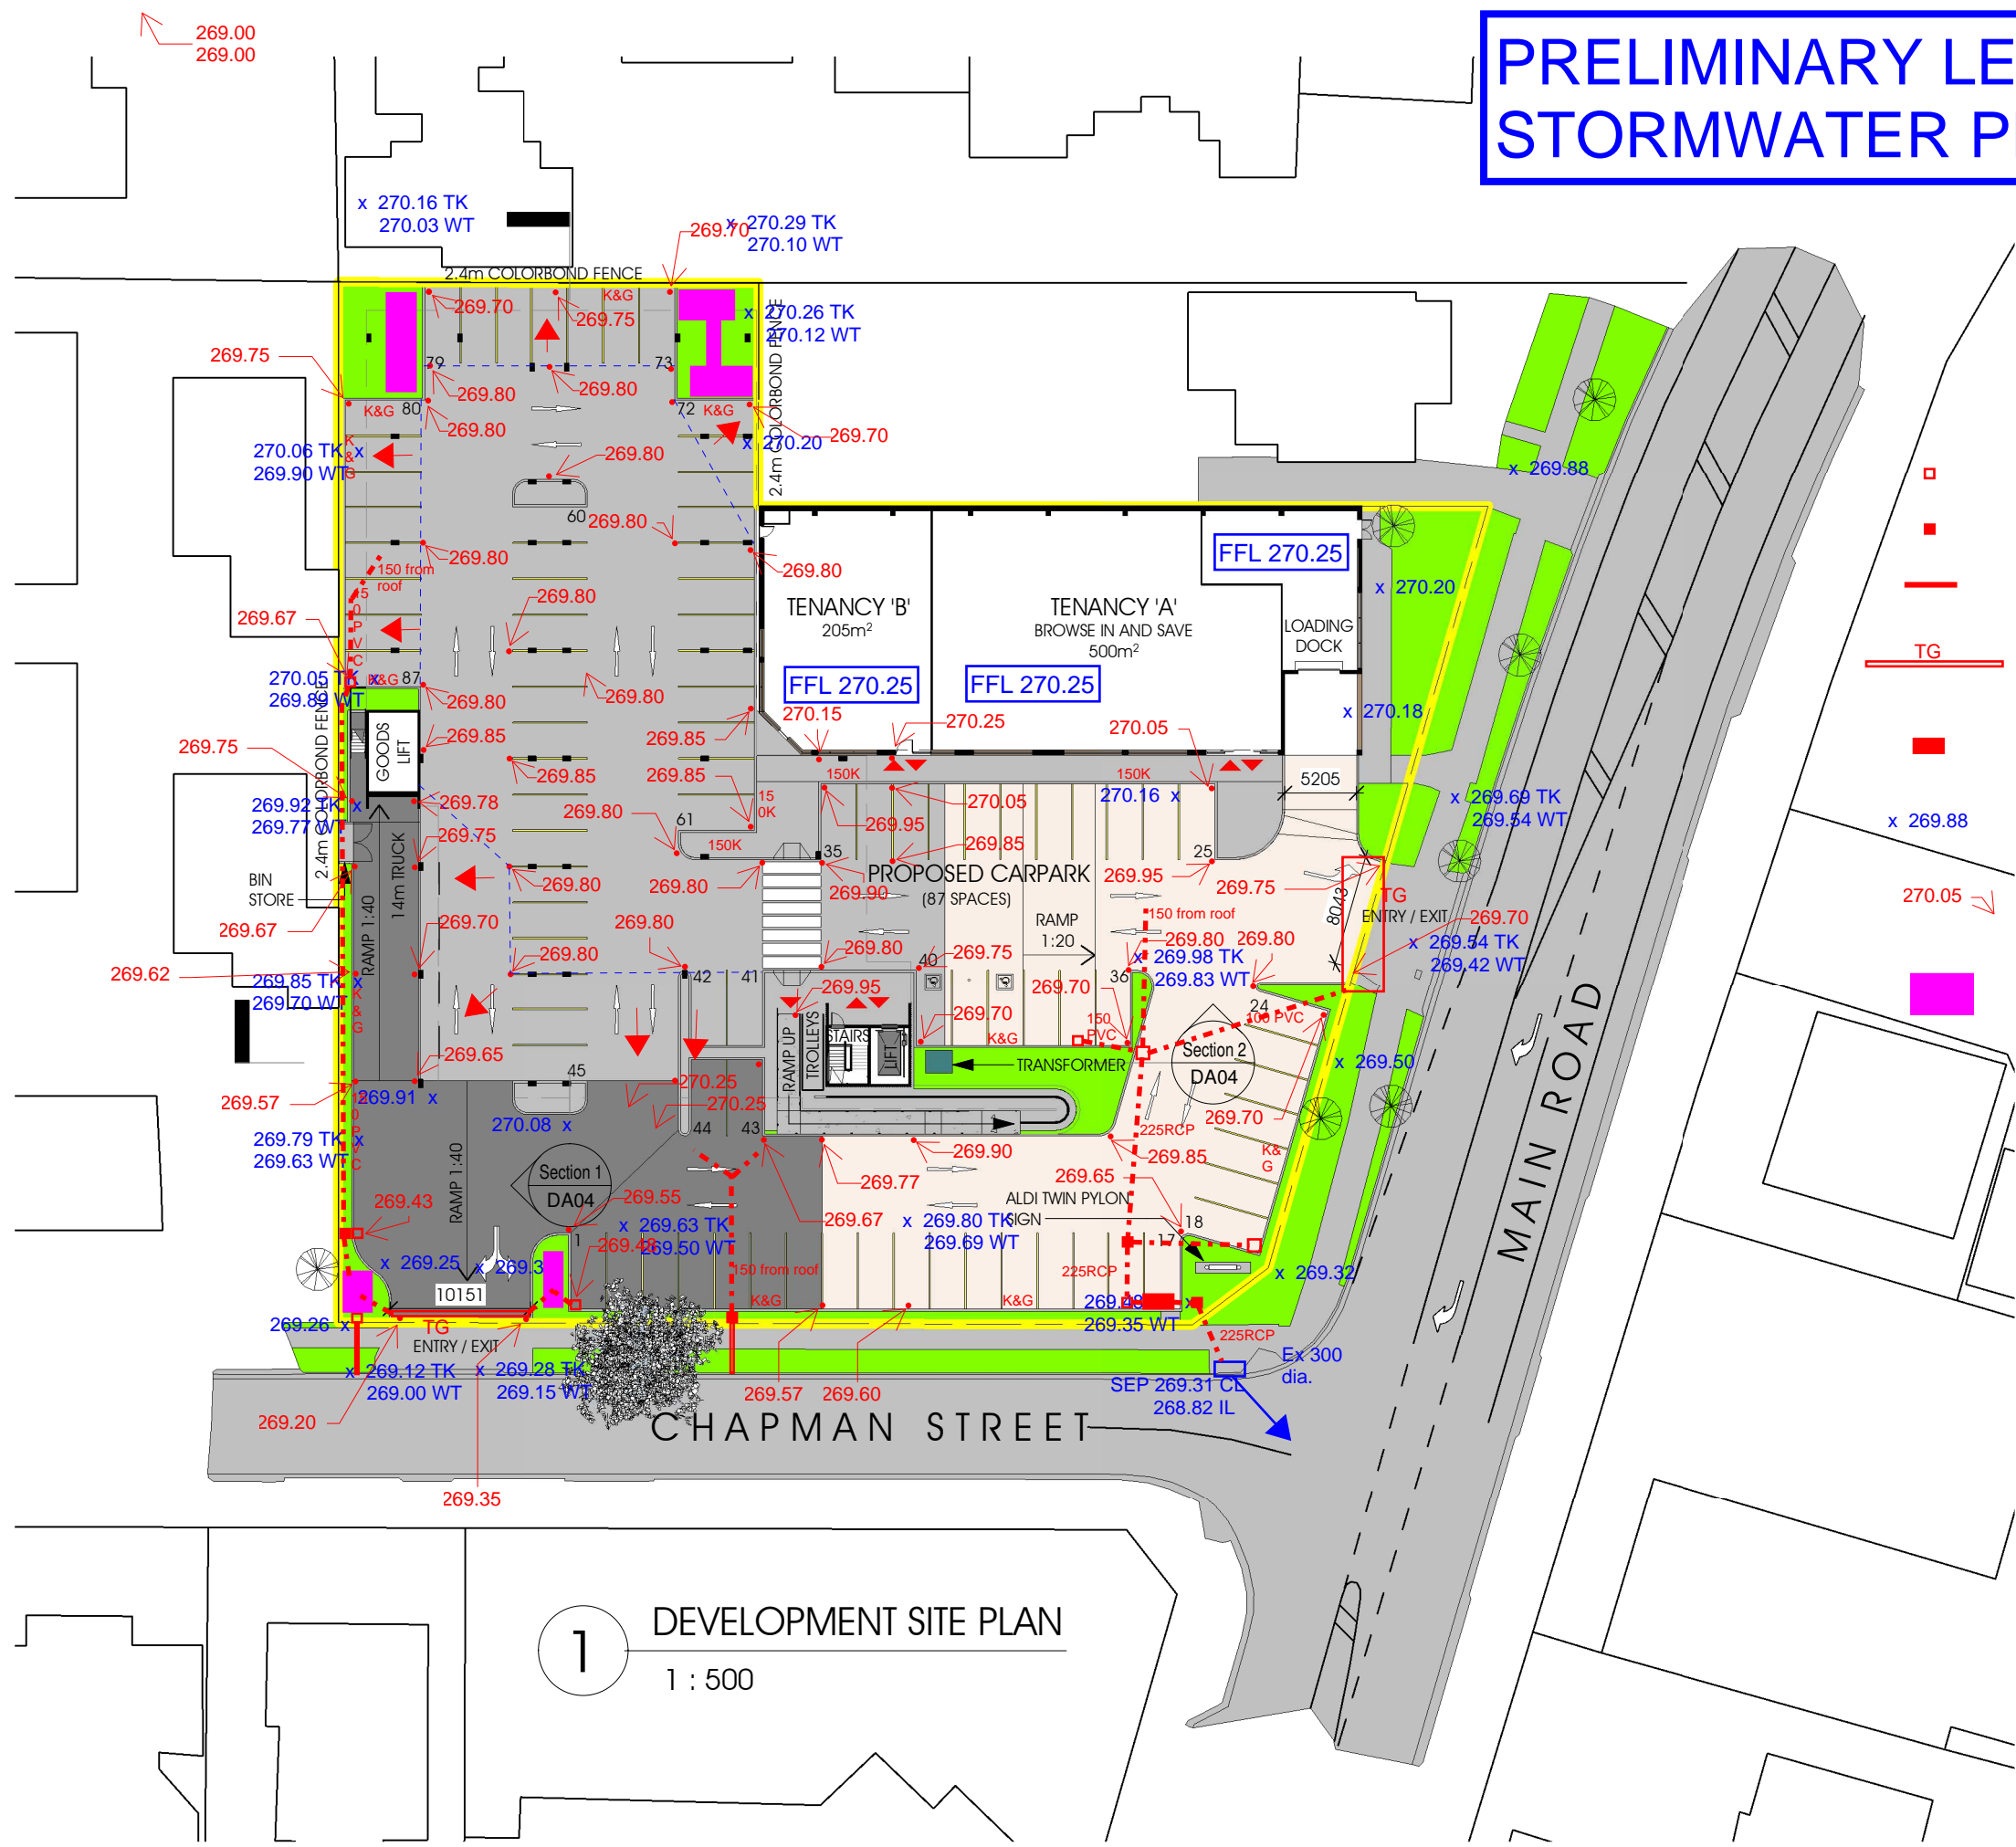 269.00
269.00
PRELIMINARY LE
STORMWATER P
x 270.16 TK
270.03 WT
269.70
x 270.29 TK
270.10 WT
2.4m COLORBOND FENCE
269.70
K&G
269.75
x 270.26 TK
270.12 WT
2.4m COLORBOND FENCE
269.75
79
73
269.80
269.80
K&G
80
72
K&G
269.80
269.70
x 270.20
270.06 TK x
269.90 WT
K
&
G
269.80
x 269.88
60
269.80
269.80
269.80
FFL 270.25
150 from
roof
15
0
P
V
C
269.80
x 270.20
TENANCY 'B'
205m²
TENANCY 'A'
BROWSE IN AND SAVE
500m²
LOADING
DOCK
269.67
270.05 TK x
269.89 WT
K&G
87
269.80
269.80
FFL 270.25
FFL 270.25
270.15
270.25
270.05
x 270.18
2.4m COLORBOND FENCE
GOODS
LIFT
269.85
269.85
269.75
269.85
269.85
150K
150K
5205
269.92 TK x
269.77 WT
269.78
269.80
15
0K
270.05
270.16 x
x 269.69 TK
269.54 WT
x 269.88
61
269.95
269.75
150K
35
269.85
25
14m TRUCK
BIN
STORE
269.80
269.80
269.90
PROPOSED CARPARK
(87 SPACES)
269.95
269.75
TG
TG
270.05
269.67
RAMP 1:40
269.70
269.80
RAMP
1:20
150 from roof
8043
ENTRY / EXIT
269.70
269.80
269.80
269.75
269.80
269.80
x 269.98 TK
269.83 WT
x 269.54 TK
269.42 WT
269.62
269.85 TK x
269.70 WT
K
&
G
42
41
40
36
269.70
24
269.95
269.70
K&G
150
PVC
100 PVC
RAMP UP
TROLLEYS
STAIRS
LIFT
Section 2
DA04
TRANSFORMER
269.65
x 269.50
269.57
269.91 x
45
270.25
270.25
269.70
270.08 x
44
43
225RCP
269.79 TK x
269.63 WT
269.90
269.85
K&
G
MAIN ROAD
Section 1
DA04
RAMP 1:40
269.55
269.77
269.65
ALDI TWIN PYLON
SIGN
269.43
269.67
18
17
1
x 269.63 TK
269.50 WT
269.48
x 269.80 TK
269.69 WT
x 269.25
x 269.3
150 from roof
225RCP
x 269.32
10151
K&G
K&G
269.35 WT
269.26 x
TG
ENTRY / EXIT
225RCP
x 269.12 TK
269.00 WT
x 269.28 TK
269.15 WT
Ex 300
dia.
269.57
269.60
SEP 269.31 CL
268.82 IL
269.20
CHAPMAN STREET
269.35
1
DEVELOPMENT SITE PLAN
1 : 500